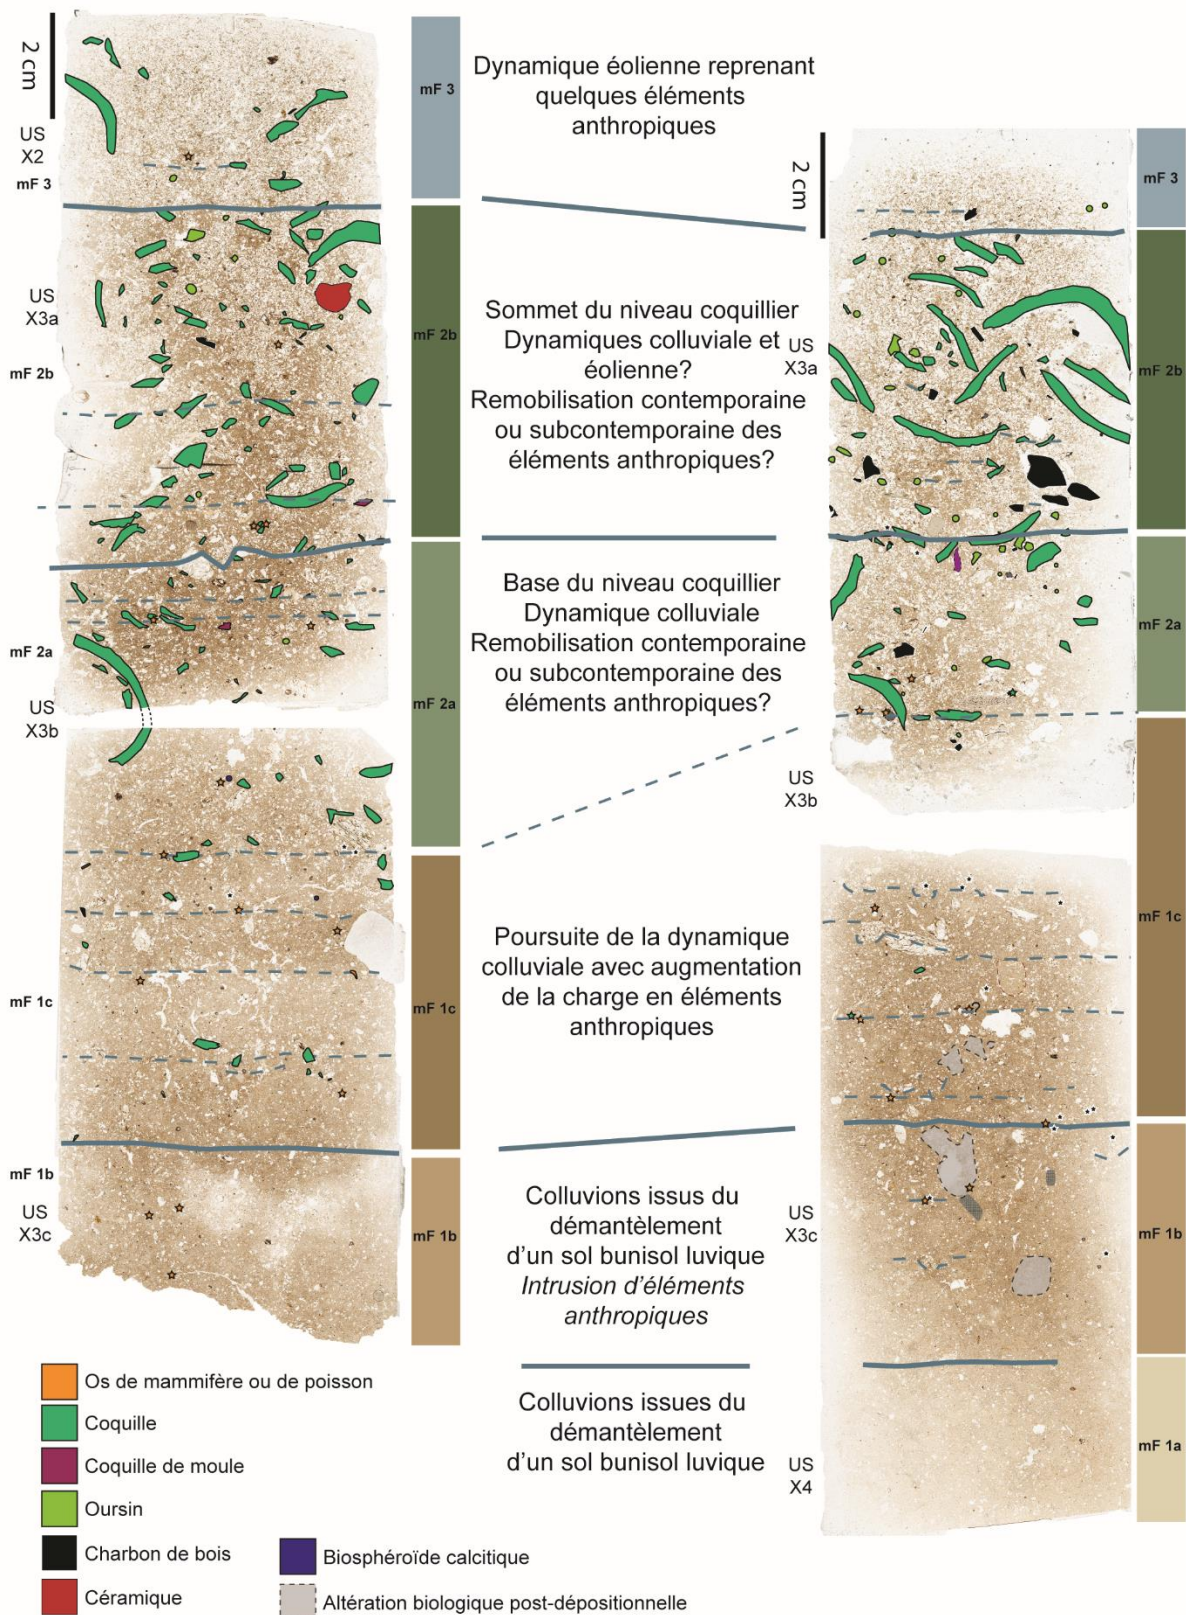 2 cm
US
X2
mF 3
US
X3a
mF 2b
mF 2a
US
X3b
mF 1c
mF 1b
US
X3c
mF 3
mF 2b
mF 2a
mF 1c
mF 1b
Dynamique éolienne reprenant
quelques éléments
anthropiques
Sommet du niveau coquillier
Dynamiques colluviale et
éolienne?
Remobilisation contemporaine
ou subcontemporaine des
éléments anthropiques?
Base du niveau coquillier
Dynamique colluviale
Remobilisation contemporaine
ou subcontemporaine des
éléments anthropiques?
Poursuite de la dynamique
colluviale avec augmentation
de la charge en éléments
anthropiques
Colluvions issus du
démantèlement
d'un sol bunisol luvique
Intrusion d'éléments
anthropiques
Colluvions issues du
démantèlement
d'un sol bunisol luvique
2 cm
US
X3a
US
X3b
US
X3c
US
X4
mF 3
mF 2b
mF 2a
mF 1c
mF 1b
mF 1a
Os de mammifère ou de poisson
Coquille
Coquille de moule
Oursin
Charbon de bois
Céramique
Biosphéroïde calcitique
Altération biologique post-dépositionnelle